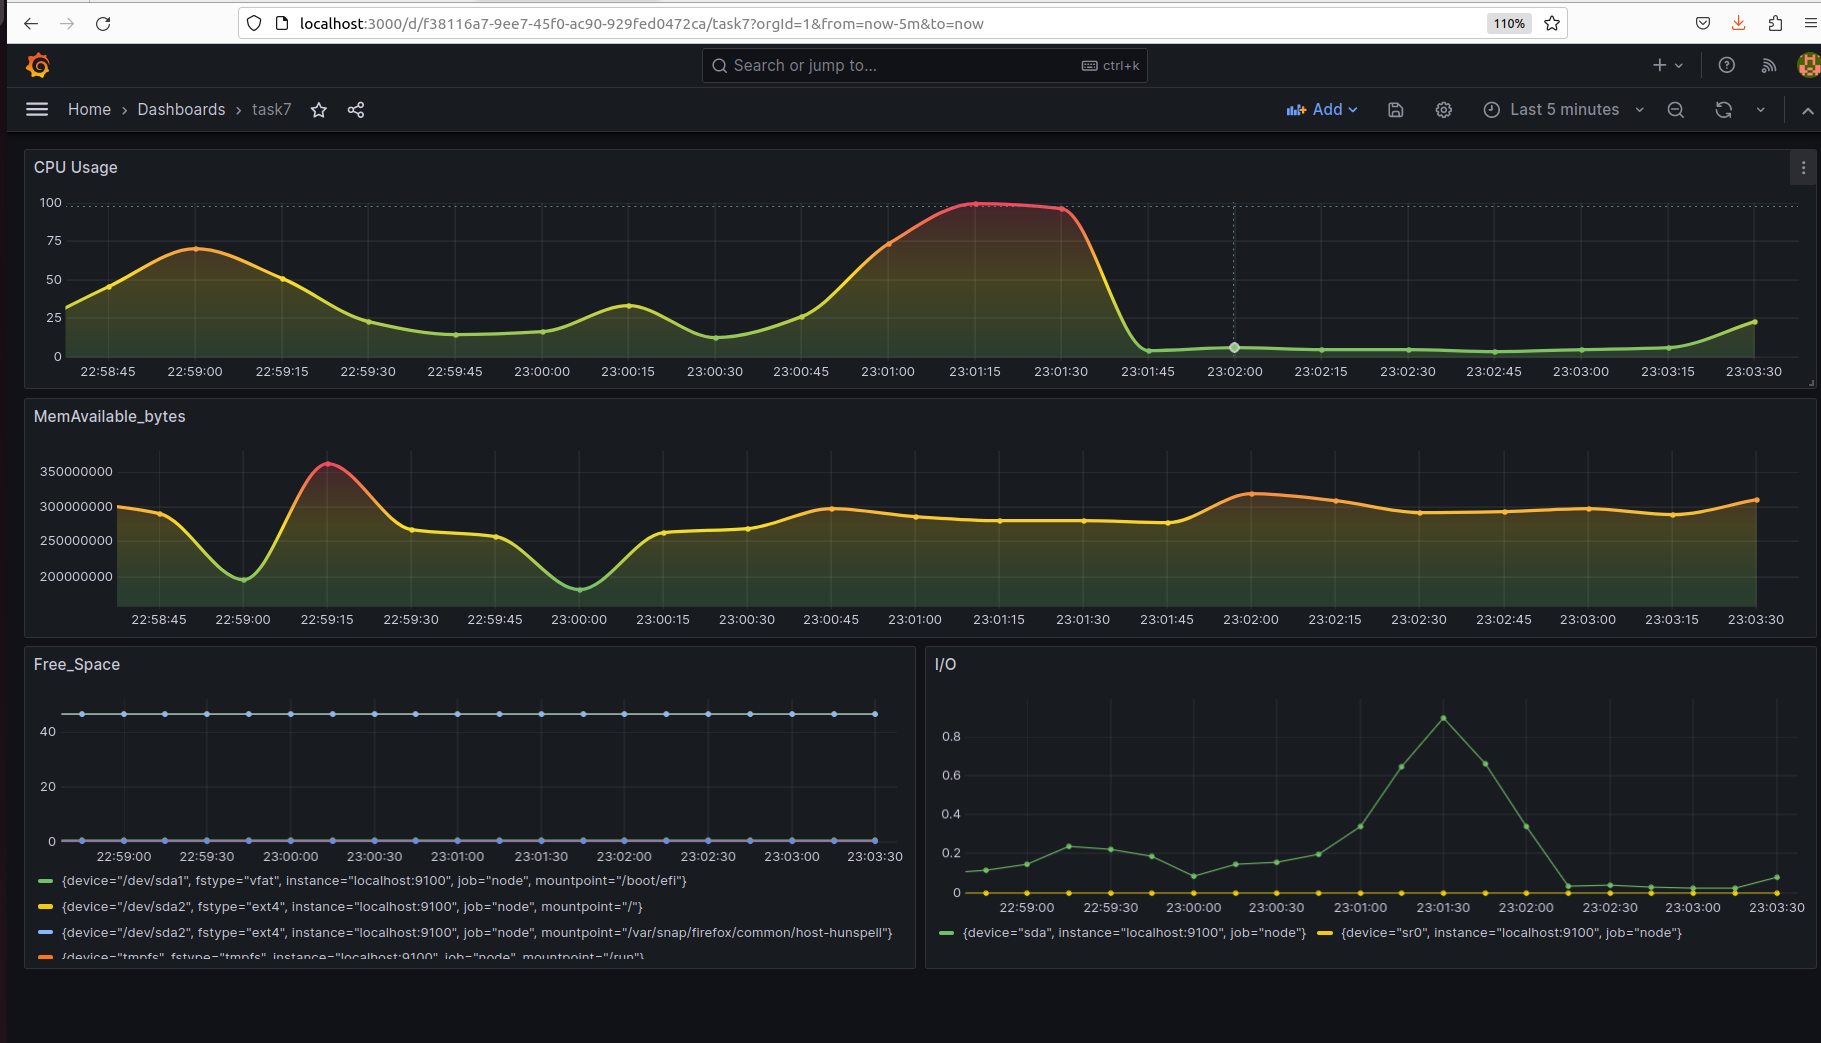 localhost:3000/d/f38116a7-9ee7-45f0-ac90-929fed0472ca/task7?orgId=1&from=now-5m&to=now 110%
Search or jump to... ctrl+k
Home › Dashboards › task7 Add Last 5 minutes
CPU Usage
100
75
50
25
0
22:58:45 22:59:00 22:59:15 22:59:30 22:59:45 23:00:00 23:00:15 23:00:30 23:00:45 23:01:00 23:01:15 23:01:30 23:01:45 23:02:00 23:02:15 23:02:30 23:02:45 23:03:00 23:03:15 23:03:30
MemAvailable_bytes
350000000
300000000
250000000
200000000
22:58:45 22:59:00 22:59:15 22:59:30 22:59:45 23:00:00 23:00:15 23:00:30 23:00:45 23:01:00 23:01:15 23:01:30 23:01:45 23:02:00 23:02:15 23:02:30 23:02:45 23:03:00 23:03:15 23:03:30
Free_Space
40
20
0
22:59:00 22:59:30 23:00:00 23:00:30 23:01:00 23:01:30 23:02:00 23:02:30 23:03:00 23:03:30
{device="/dev/sda1", fstype="vfat", instance="localhost:9100", job="node", mountpoint="/boot/efi"}
{device="/dev/sda2", fstype="ext4", instance="localhost:9100", job="node", mountpoint="/"}
{device="/dev/sda2", fstype="ext4", instance="localhost:9100", job="node", mountpoint="/var/snap/firefox/common/host-hunspell"}
{device="tmpfs", fstype="tmpfs", instance="localhost:9100", job="node", mountpoint="/run"}
I/O
0.8
0.6
0.4
0.2
0
22:59:00 22:59:30 23:00:00 23:00:30 23:01:00 23:01:30 23:02:00 23:02:30 23:03:00 23:03:30
{device="sda", instance="localhost:9100", job="node"} {device="sr0", instance="localhost:9100", job="node"}